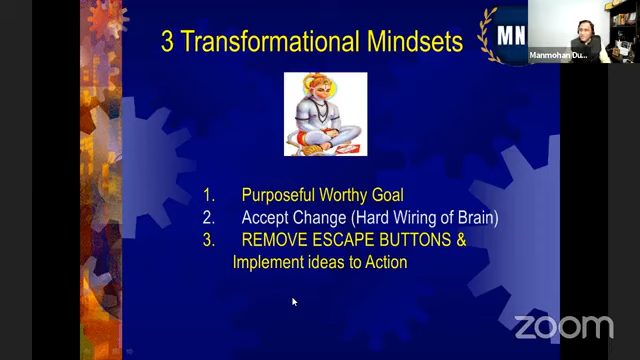 3 Transformational Mindsets
MN
Manmohan Du...
1. Purposeful Worthy Goal
2. Accept Change (Hard Wiring of Brain)
3. REMOVE ESCAPE BUTTONS &
Implement ideas to Action
zoom